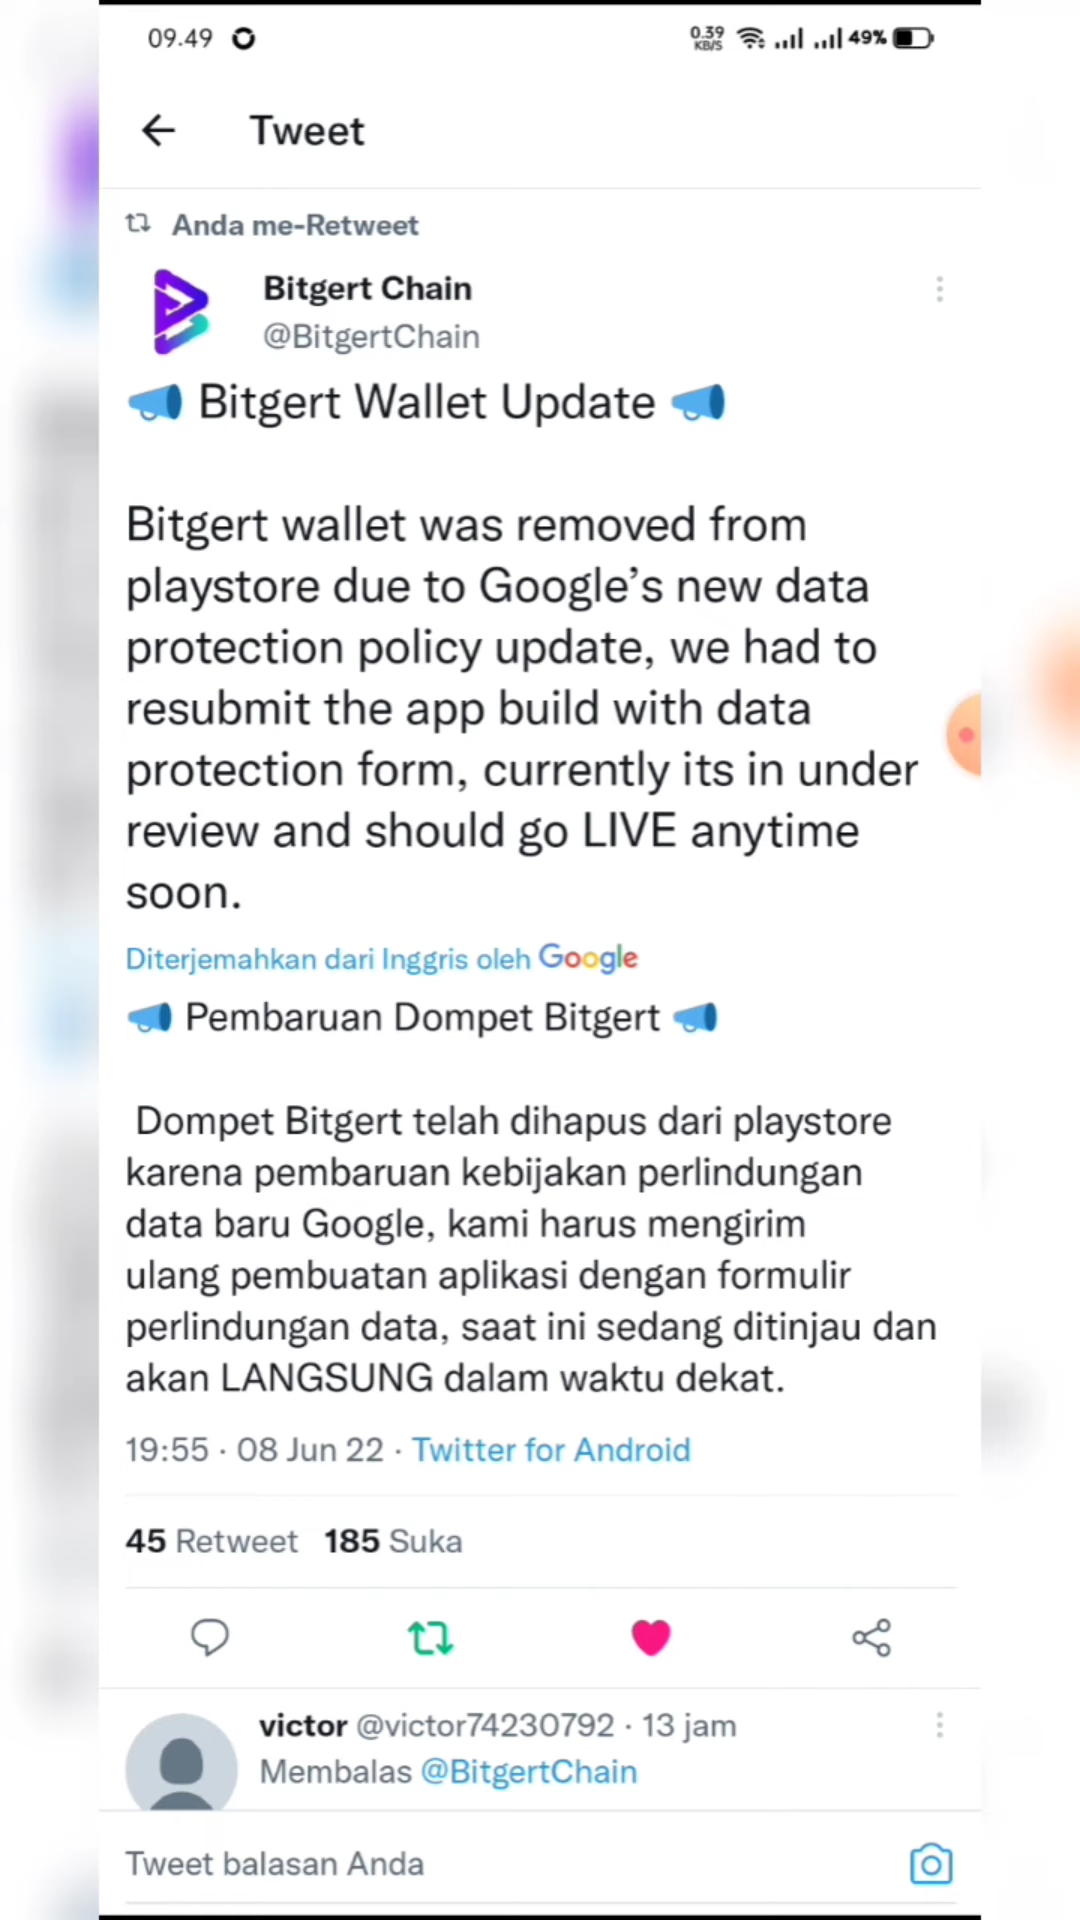 09.49 0.39 KB/S 49%
Tweet
Anda me-Retweet
Bitgert Chain
@BitgertChain
📢 Bitgert Wallet Update 📢
Bitgert wallet was removed from
playstore due to Google’s new data
protection policy update, we had to
resubmit the app build with data
protection form, currently its in under
review and should go LIVE anytime
soon.
Diterjemahkan dari Inggris oleh Google
📢 Pembaruan Dompet Bitgert 📢
Dompet Bitgert telah dihapus dari playstore
karena pembaruan kebijakan perlindungan
data baru Google, kami harus mengirim
ulang pembuatan aplikasi dengan formulir
perlindungan data, saat ini sedang ditinjau dan
akan LANGSUNG dalam waktu dekat.
19:55 · 08 Jun 22 · Twitter for Android
45 Retweet 185 Suka
victor @victor74230792 · 13 jam
Membalas @BitgertChain
Tweet balasan Anda